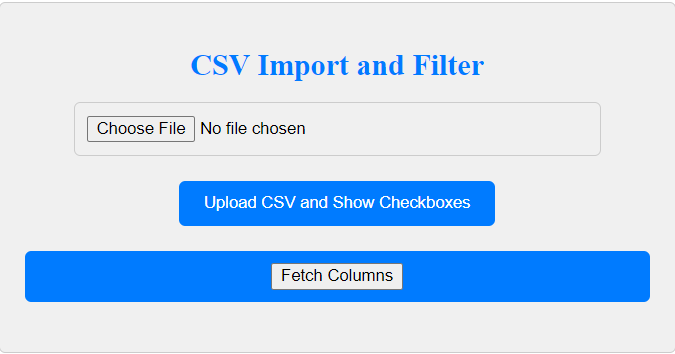 CSV Import and Filter
Choose File No file chosen
Upload CSV and Show Checkboxes
Fetch Columns